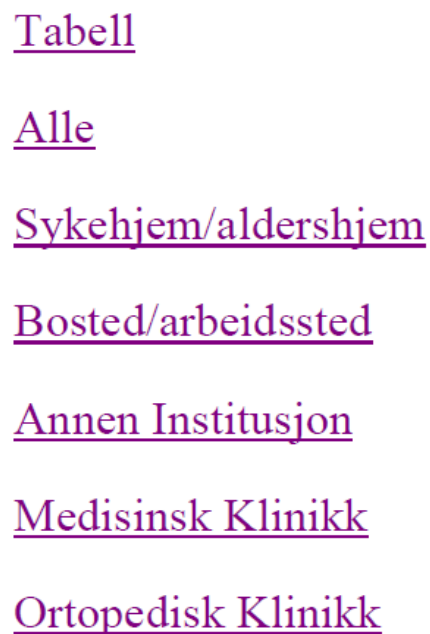 Tabell
Alle
Sykehjem/aldershjem
Bosted/arbeidssted
Annen Institusjon
Medisinsk Klinikk
Ortopedisk Klinikk